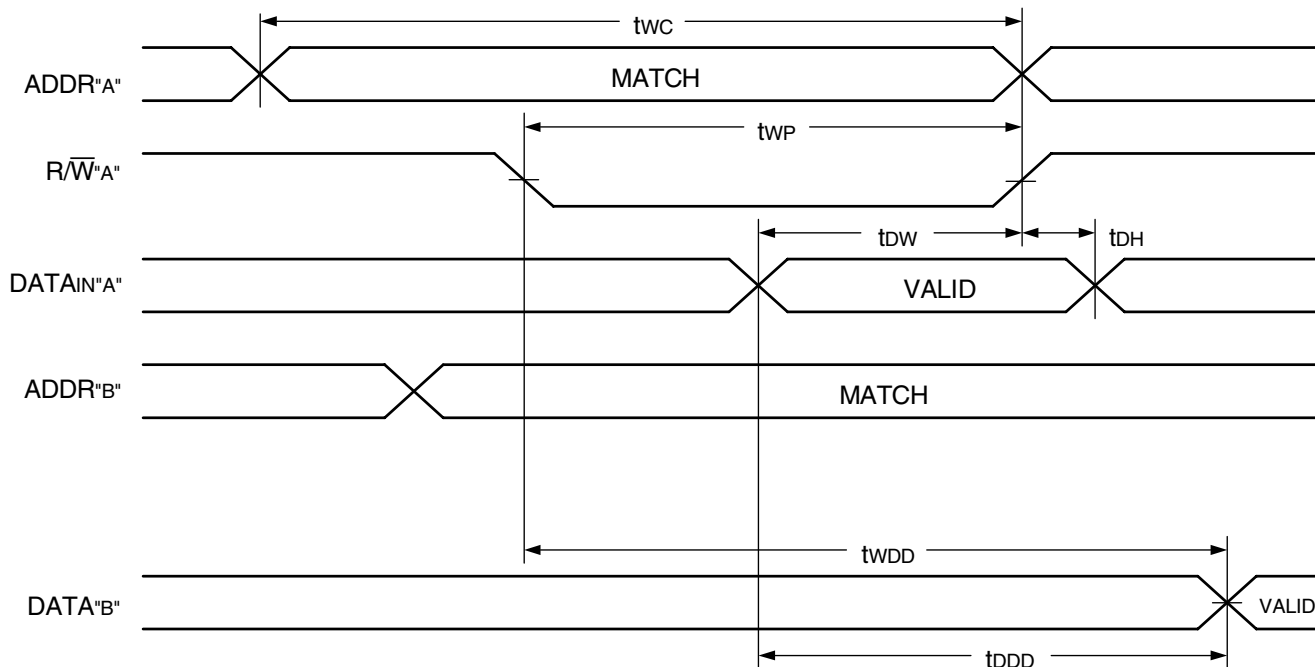 tWC
ADDR"A"
MATCH
tWP
R/W̅"A"
tDW
tDH
DATAIN"A"
VALID
ADDR"B"
MATCH
tWDD
DATA"B"
VALID
tDDD